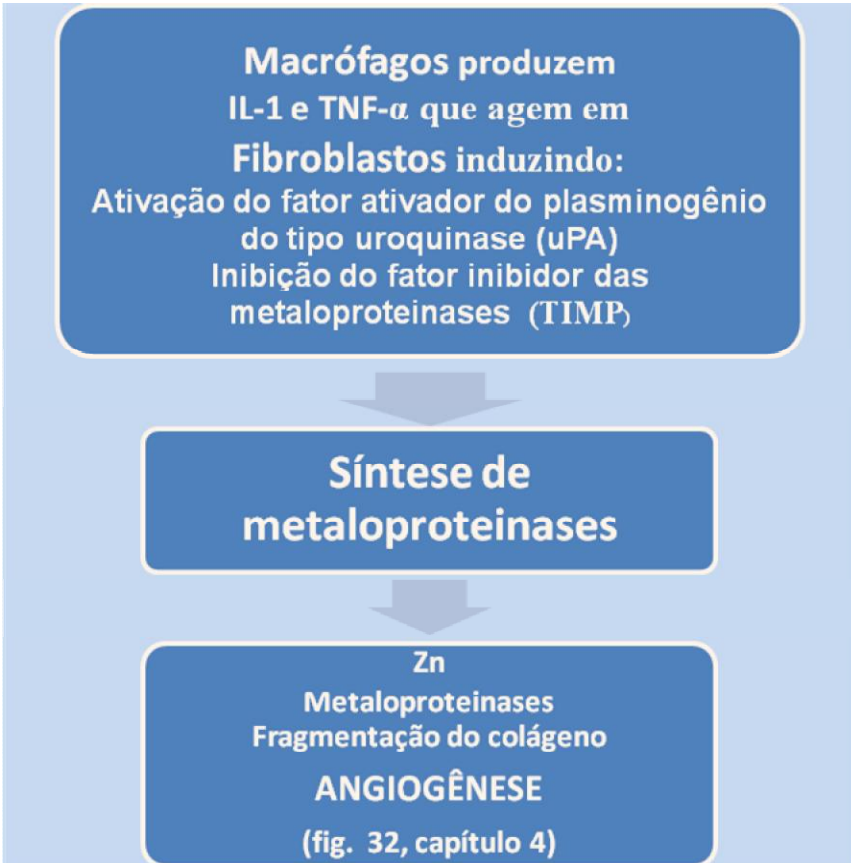 Macrófagos produzem
IL-1 e TNF-α que agem em
Fibroblastos induzindo:
Ativação do fator ativador do plasminogênio
do tipo uroquinase (uPA)
Inibição do fator inibidor das
metaloproteinases (TIMP)
Síntese de
metaloproteinases
Zn
Metaloproteinases
Fragmentação do colágeno
ANGIOGÊNESE
(fig. 32, capítulo 4)